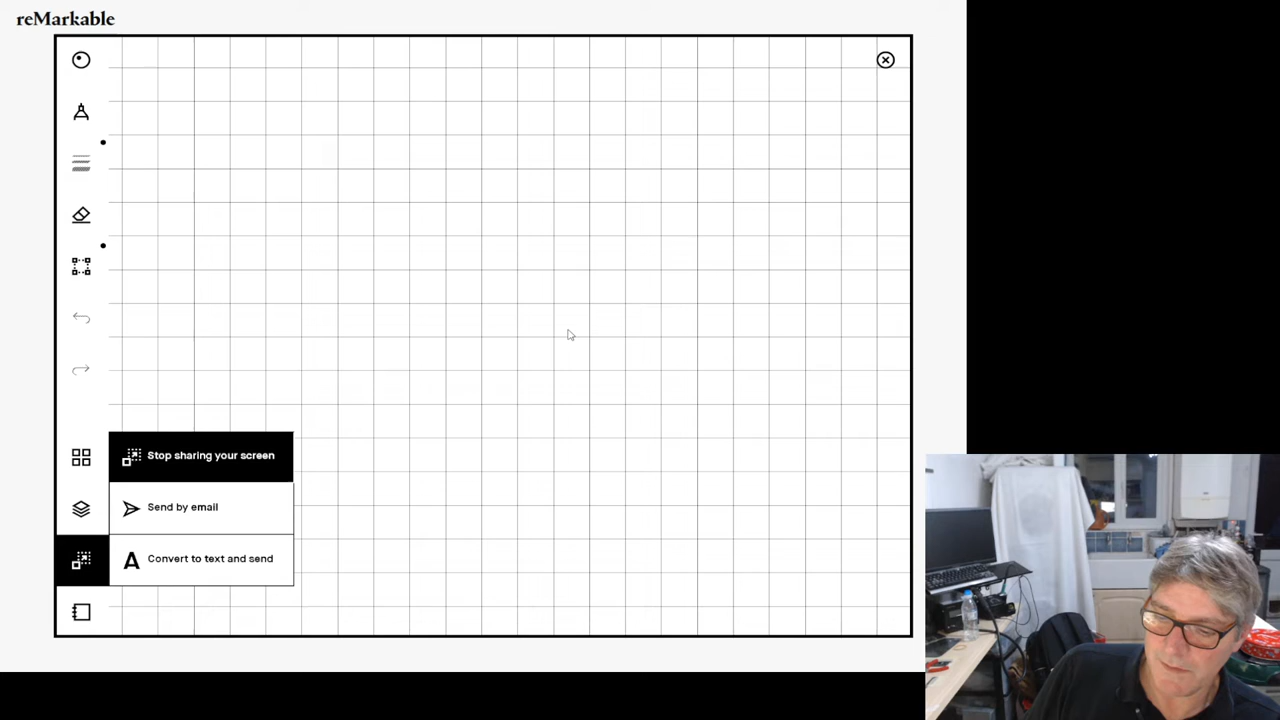 reMarkable
Stop sharing your screen
Send by email
Convert to text and send